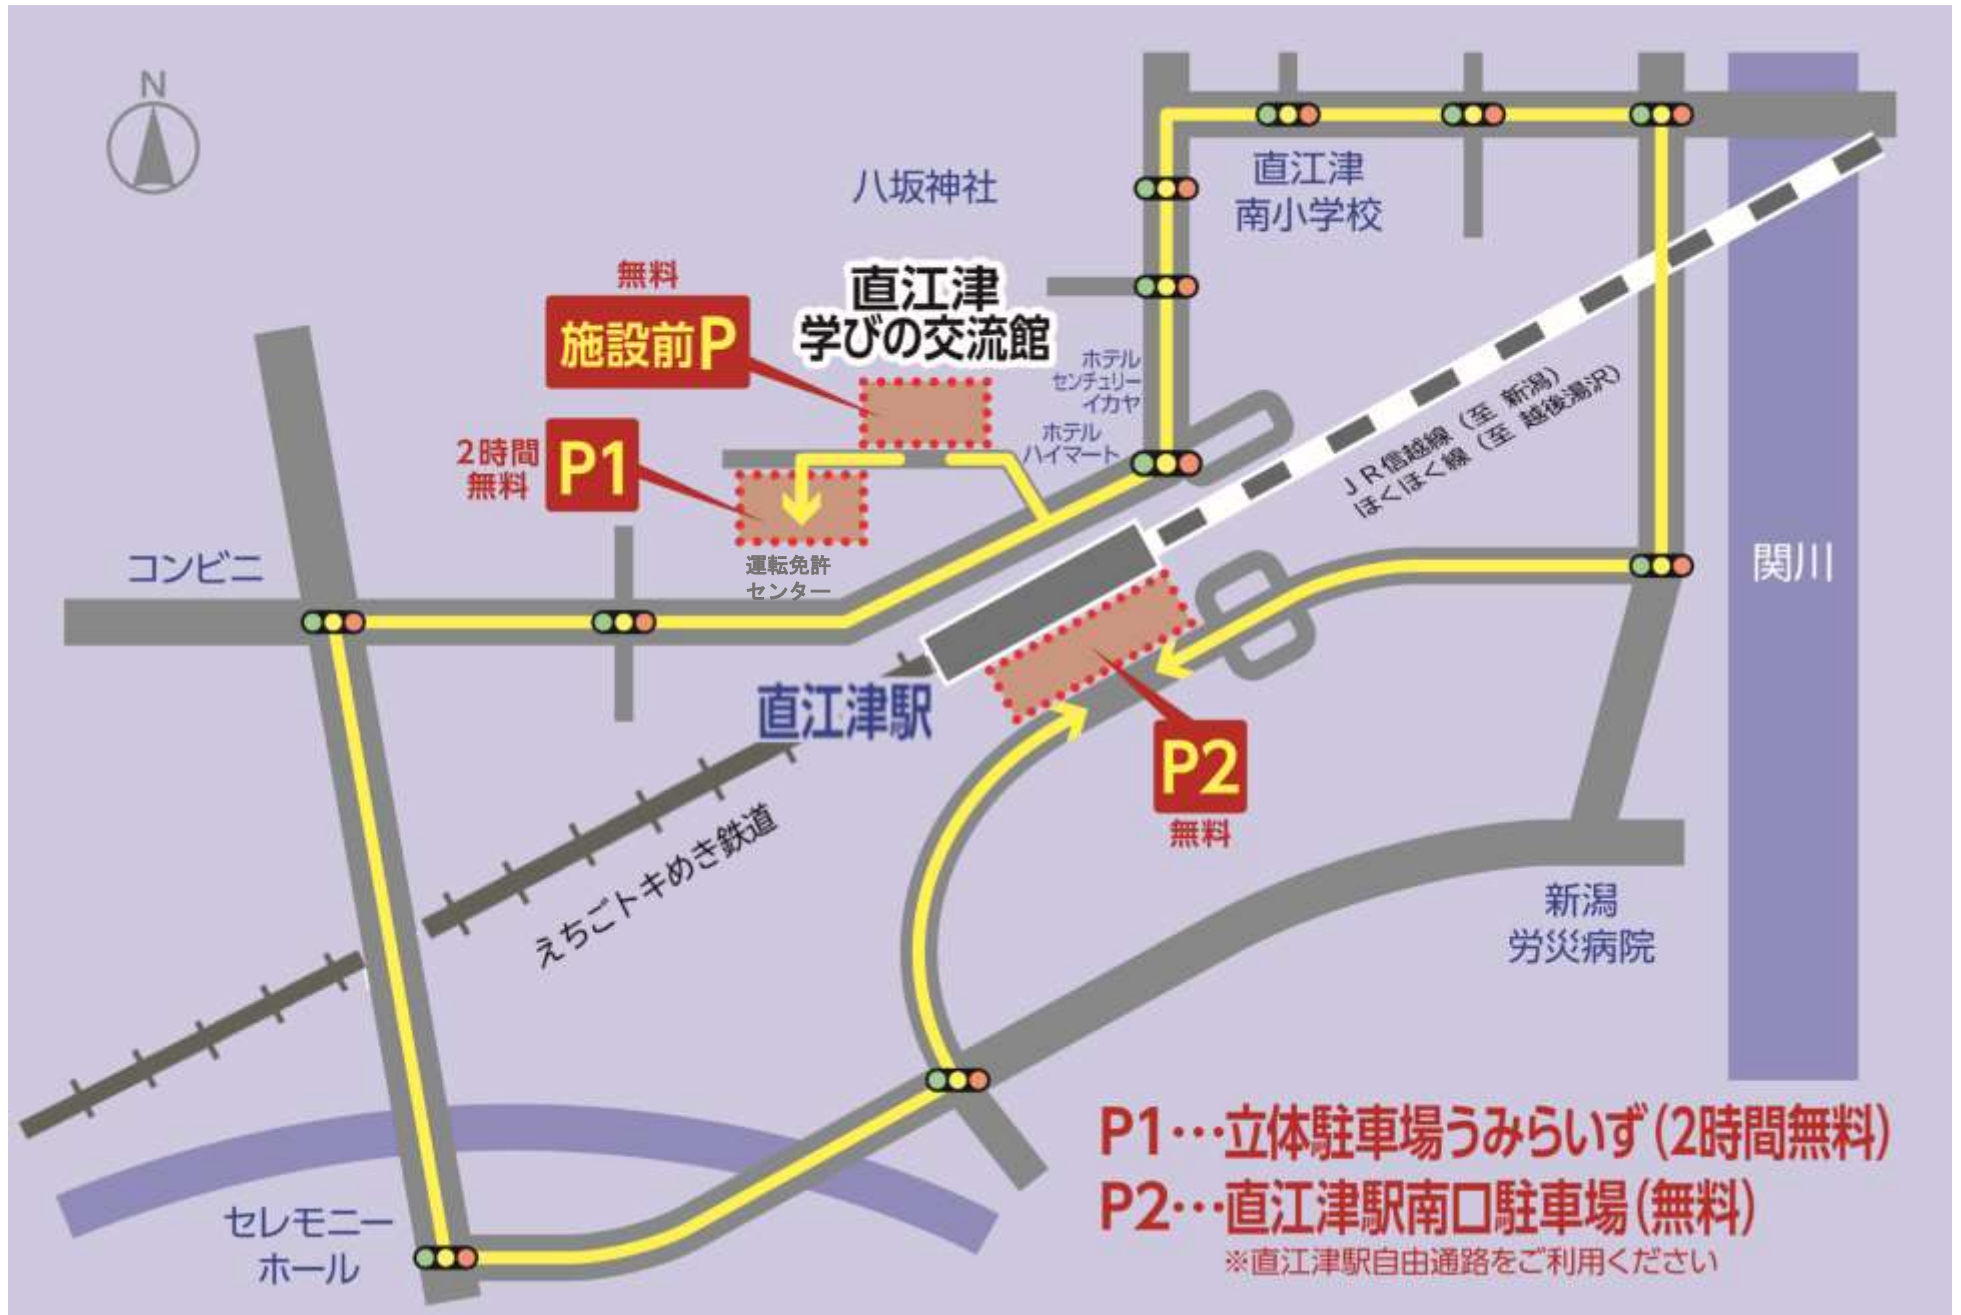 N
八坂神社
直江津
南小学校
無料
施設前P
直江津
学びの交流館
ホテル
センチュリー
イカヤ
ホテル
ハイマート
2時間
無料
P1
運転免許
センター
コンビニ
JR信越線（至 新潟）
ほくほく線（至 越後湯沢）
関川
直江津駅
P2
無料
えちごトキめき鉄道
新潟
労災病院
セレモニー
ホール
P1…立体駐車場うみらいず(2時間無料)
P2…直江津駅南口駐車場(無料)
※直江津駅自由通路をご利用ください